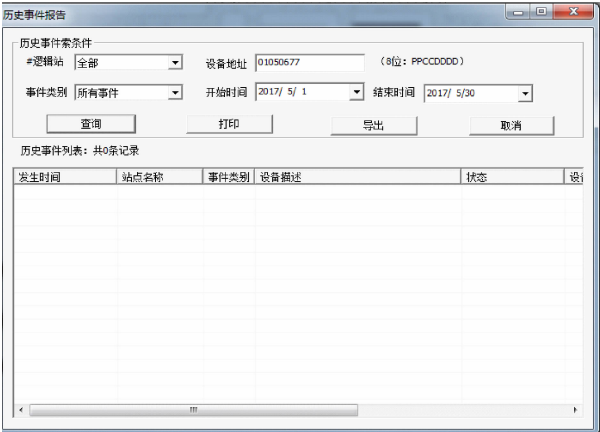 历史事件报告
历史事件索条件
#逻辑站 全部 设备地址 01050677 (8位: PPCCDDDD)
事件类别 所有事件 开始时间 2017/ 5/ 1 结束时间 2017/ 5/30
查询 打印 导出 取消
历史事件列表: 共0条记录
发生时间 站点名称 事件类别 设备描述 状态 设